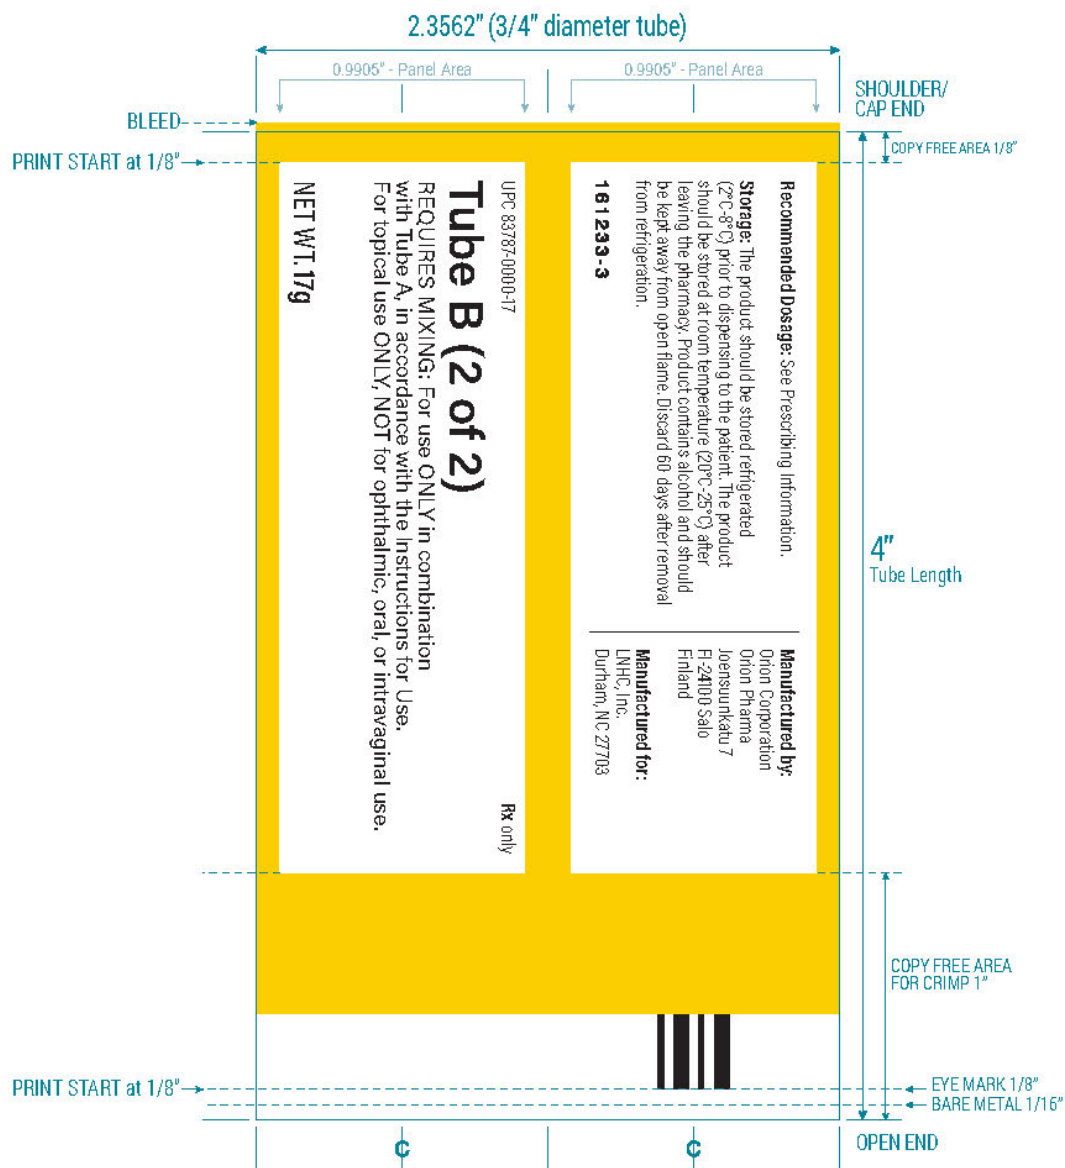 2.3562" (3/4" diameter tube)
0.9905" - Panel Area
0.9905" - Panel Area
SHOULDER/
CAP END
BLEED
COPY FREE AREA 1/8"
PRINT START at 1/8"
UPC 83787-0000-17
Rx only
Tube B (2 of 2)
REQUIRES MIXING: For use ONLY in combination
with Tube A, in accordance with the Instructions for Use.
For topical use ONLY, NOT for ophthalmic, oral, or intravaginal use.
NET WT. 17g
Recommended Dosage: See Prescribing Information.
Storage: The product should be stored refrigerated
(2°C-8°C) prior to dispensing to the patient. The product
should be stored at room temperature (20°C-25°C) after
leaving the pharmacy. Product contains alcohol and should
be kept away from open flame. Discard 60 days after removal
from refrigeration.
161233-3
Manufactured by:
Orion Corporation
Orion Pharma
Joensuunkatu 7
FI-24100 Salo
Finland
Manufactured for:
LNHC, Inc.
Durham, NC 27703
4"
Tube Length
COPY FREE AREA
FOR CRIMP 1"
PRINT START at 1/8"
EYE MARK 1/8"
BARE METAL 1/16"
OPEN END
C
C